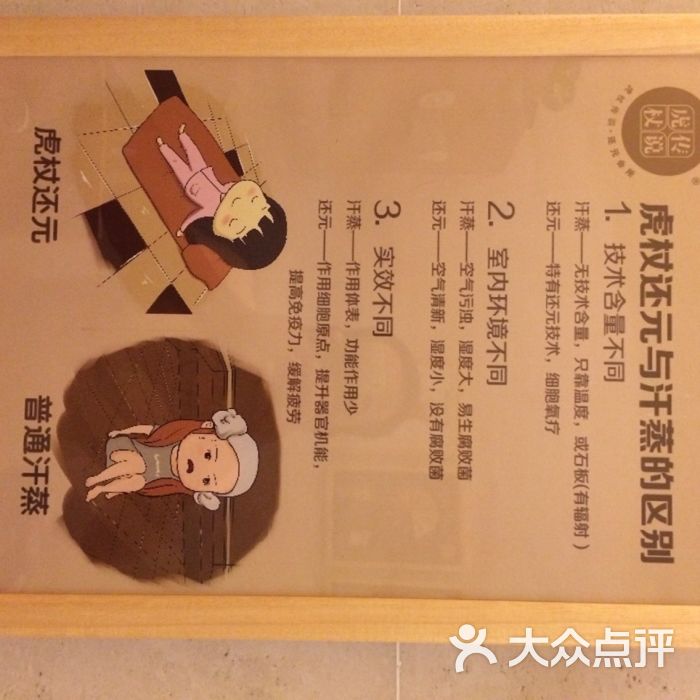 虎杖传说
®
虎杖还元与汗蒸的区别
1. 技术含量不同
汗蒸——无技术含量，只靠温度，或石板(有辐射）
还元——特有还元技术，细胞氧疗
2. 室内环境不同
汗蒸——空气污浊，湿度大，易生腐败菌
还元——空气清新，湿度小，没有腐败菌
3. 实效不同
汗蒸——作用体表，功能作用少
还元——作用细胞原点，提升器官机能，
提高免疫力，缓解疲劳
虎杖还元
普通汗蒸
大众点评